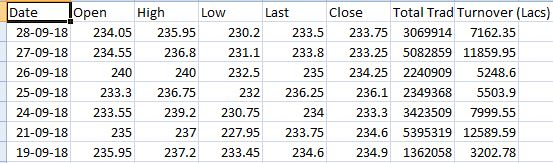 Date Open High Low Last Close Total Trad Turnover (Lacs)
28-09-18 234.05 235.95 230.2 233.5 233.75 3069914 7162.35
27-09-18 234.55 236.8 231.1 233.8 233.25 5082859 11859.95
26-09-18 240 240 232.5 235 234.25 2240909 5248.6
25-09-18 233.3 236.75 232 236.25 236.1 2349368 5503.9
24-09-18 233.55 239.2 230.75 234 233.3 3423509 7999.55
21-09-18 235 237 227.95 233.75 234.6 5395319 12589.59
19-09-18 235.95 237.2 233.45 234.6 234.9 1362058 3202.78